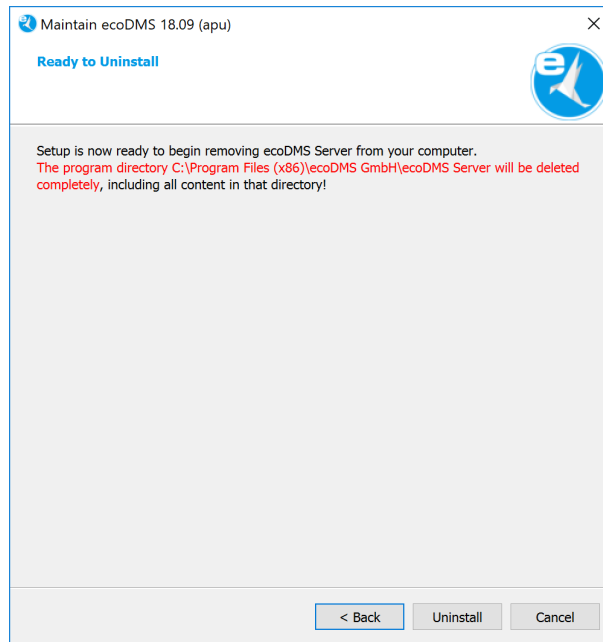 Maintain ecoDMS 18.09 (apu)
Ready to Uninstall
e
Setup is now ready to begin removing ecoDMS Server from your computer.
The program directory C:\Program Files (x86)\ecoDMS GmbH\ecoDMS Server will be deleted
completely, including all content in that directory!
< Back
Uninstall
Cancel